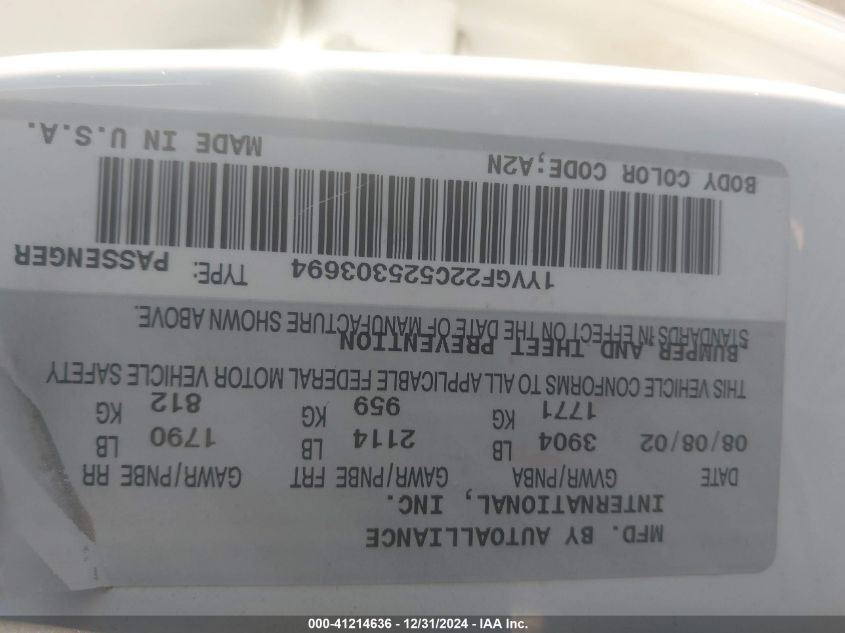 MFD. BY AUTOALLIANCE
INTERNATIONAL, INC.
DATE GVWR/PNBA GAWR/PNBE FRT GAWR/PNBE RR
08/08/02 3904 LB 2114 LB 1790 LB
1771 KG 959 KG 812 KG
THIS VEHICLE CONFORMS TO ALL APPLICABLE FEDERAL MOTOR VEHICLE SAFETY
,BUMPER AND THEFT PREVENTION
STANDARDS IN EFFECT ON THE DATE OF MANUFACTURE SHOWN ABOVE.
1YVGF22C525303694 TYPE: PASSENGER
BODY COLOR CODE;A2N MADE IN U.S.A.
000-41214636 - 12/31/2024 - IAA Inc.